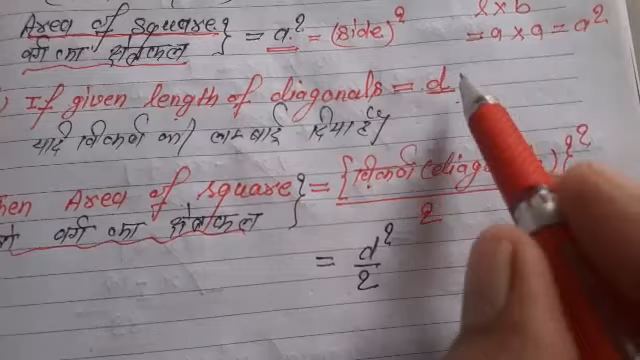 Area of square } = a² = (side)² l x b
वर्ग का क्षेत्रफल = a x a = a²
If given length of diagonals = d
यदि विकर्ण की लम्बाई दिया है,
Then Area of square } = {विकर्ण (diagonals)}²
वर्ग का क्षेत्रफल 2
= d²
2